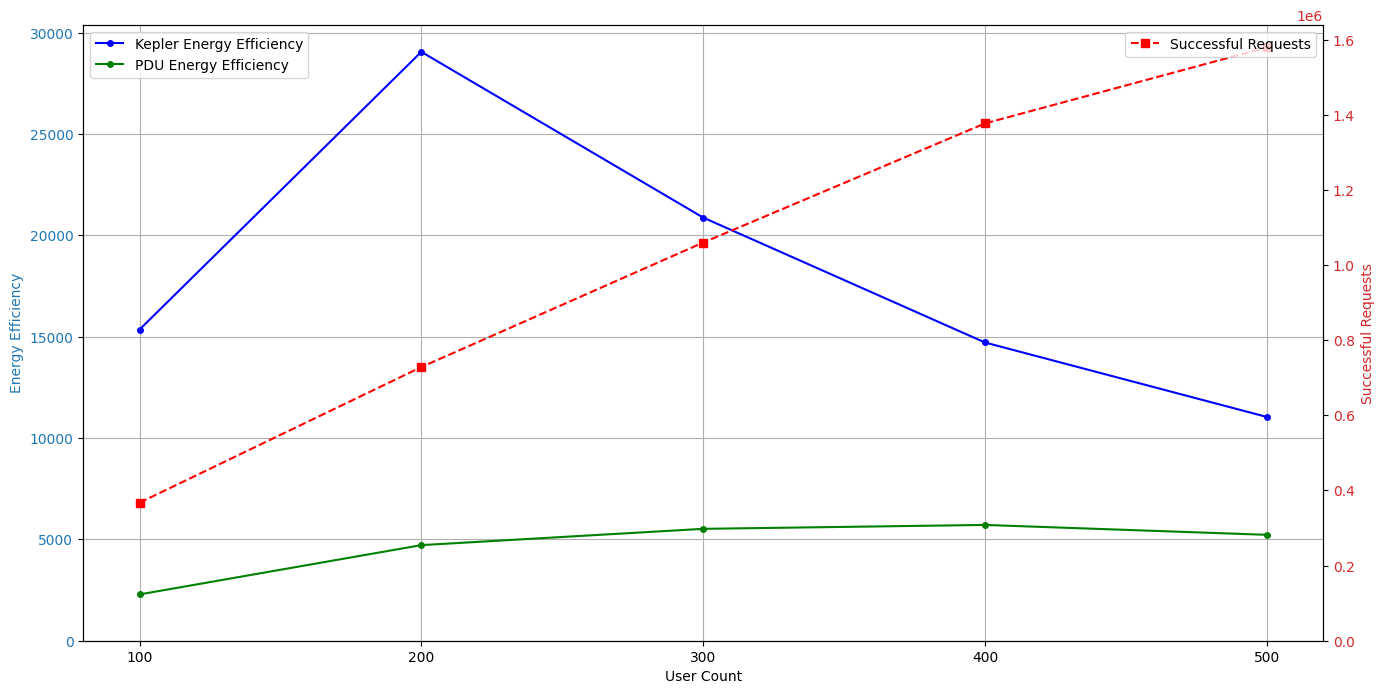 1e6
Kepler Energy Efficiency
PDU Energy Efficiency
Successful Requests
30000
25000
20000
15000
10000
5000
0
Energy Efficiency
1.6
1.4
1.2
1.0
0.8
0.6
0.4
0.2
0.0
Successful Requests
100 200 300 400 500
User Count